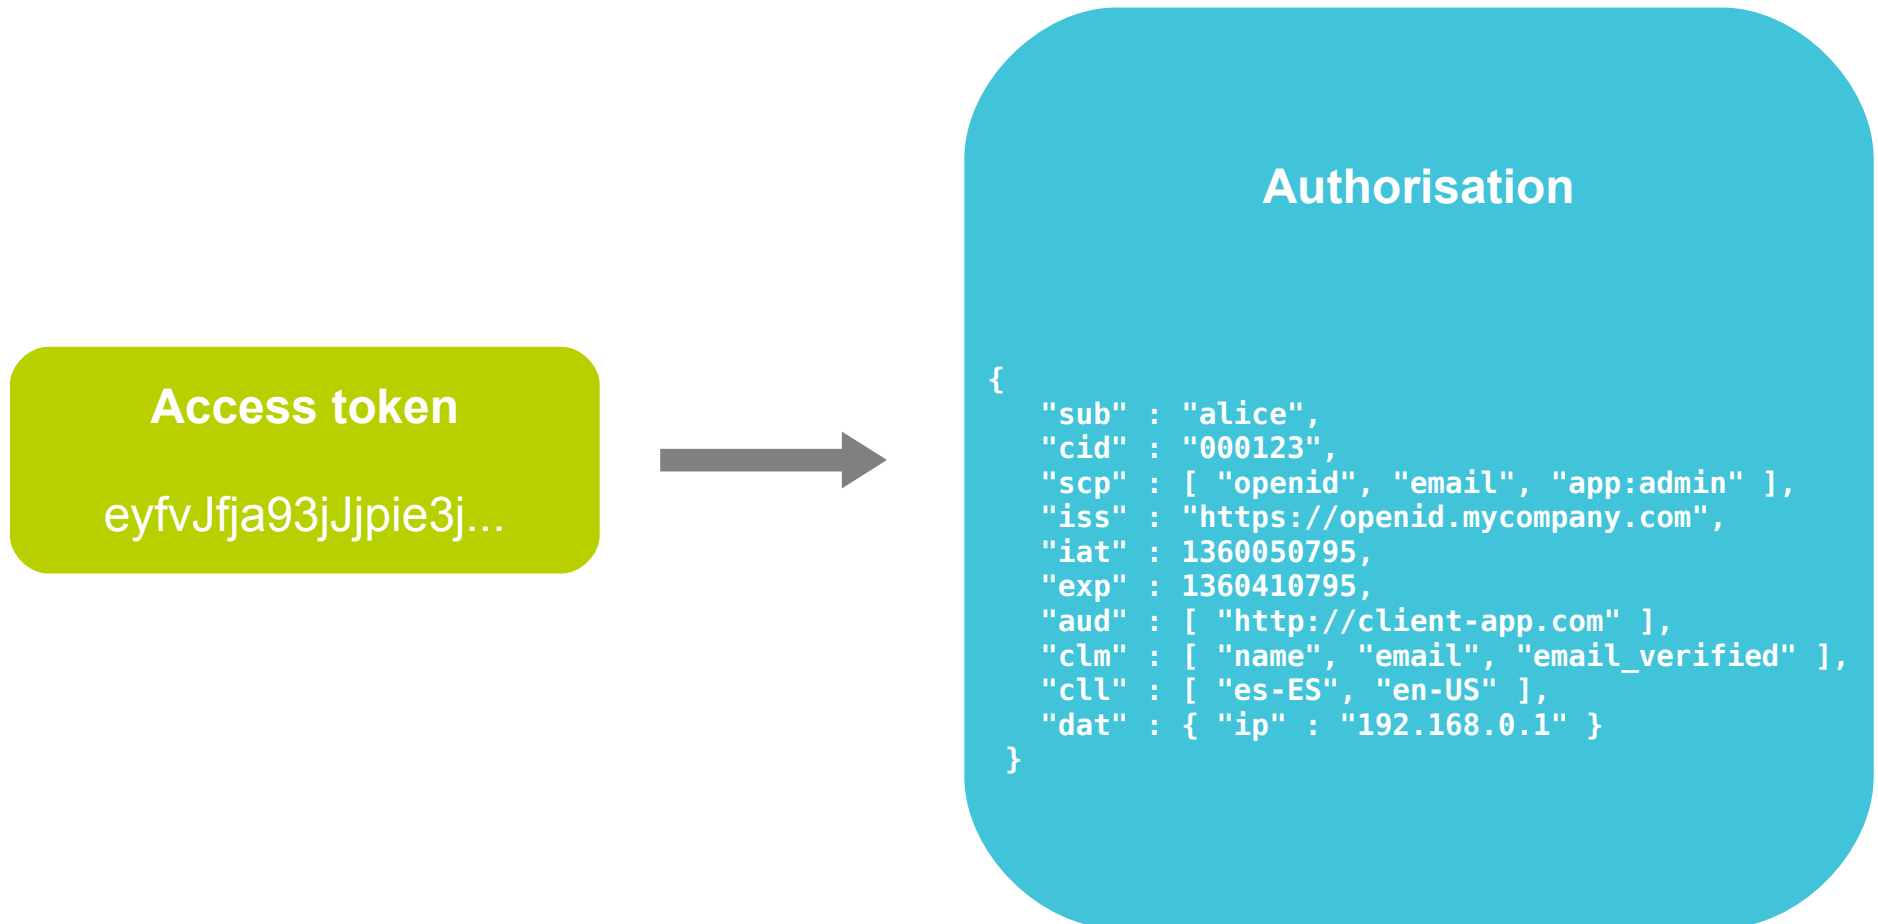 Access token
eyfvJfja93jJjpie3j...
Authorisation
{
"sub" : "alice",
"cid" : "000123",
"scp" : [ "openid", "email", "app:admin" ],
"iss" : "https://openid.mycompany.com",
"iat" : 1360050795,
"exp" : 1360410795,
"aud" : [ "http://client-app.com" ],
"clm" : [ "name", "email", "email_verified" ],
"cll" : [ "es-ES", "en-US" ],
"dat" : { "ip" : "192.168.0.1" }
}